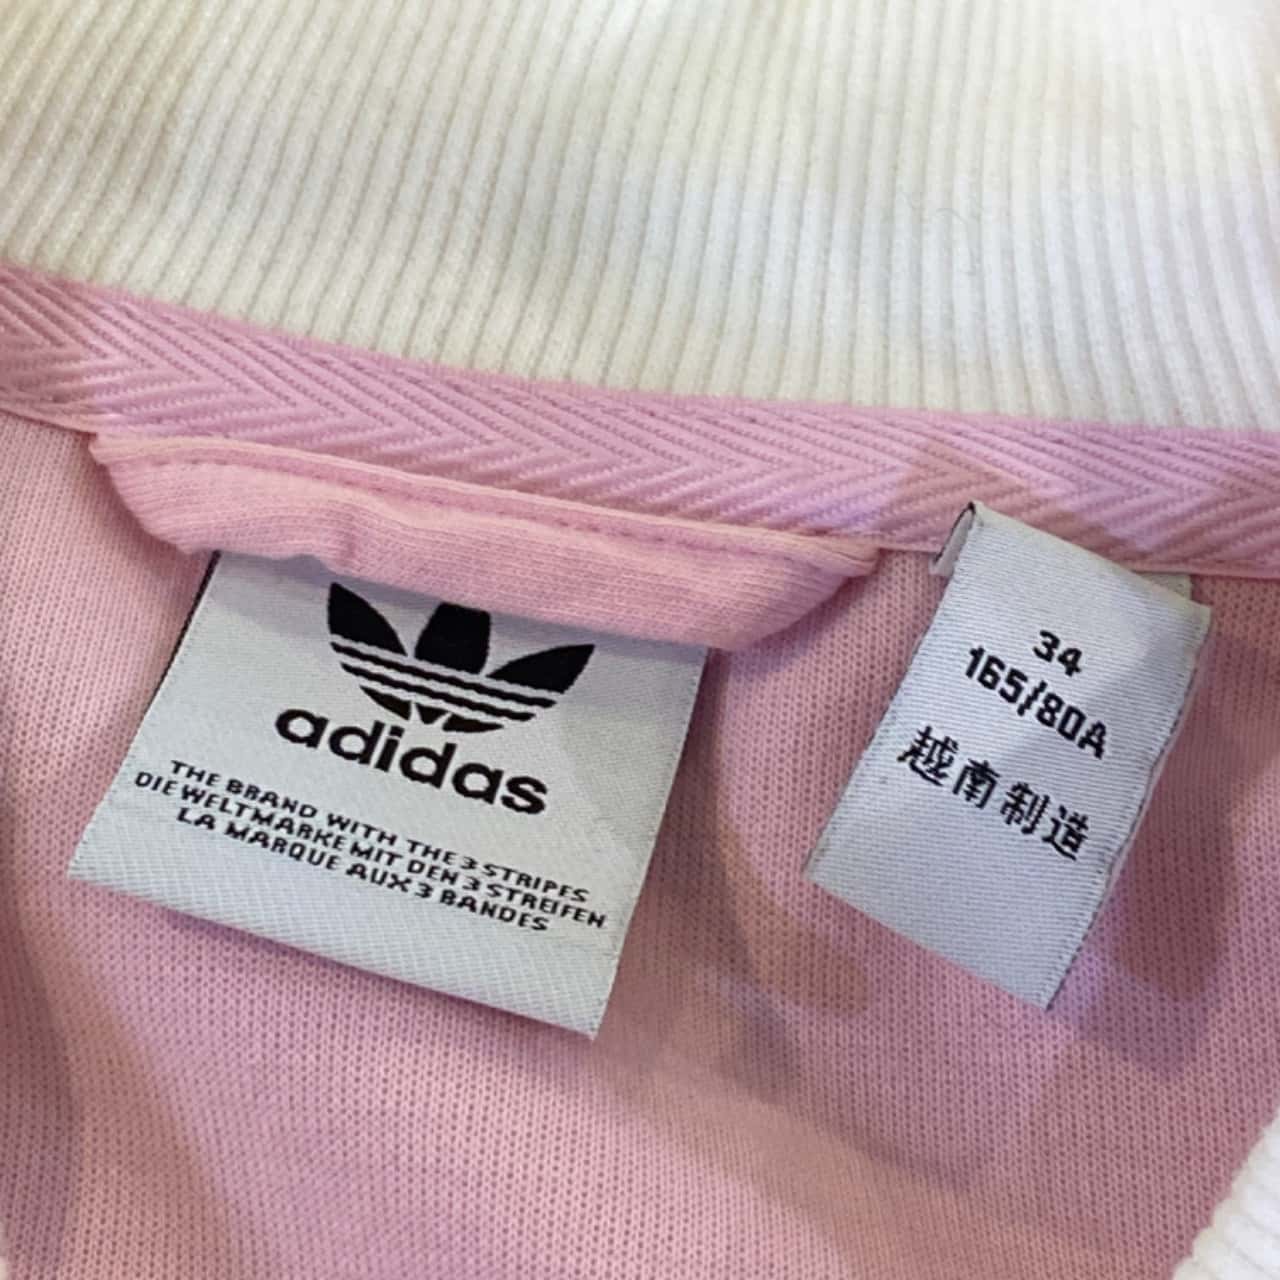 adidas
THE BRAND WITH THE 3 STRIPES
DIE WELTMARKE MIT DEN 3 STREIFEN
LA MARQUE AUX 3 BANDES
34
165/80A
越南制造